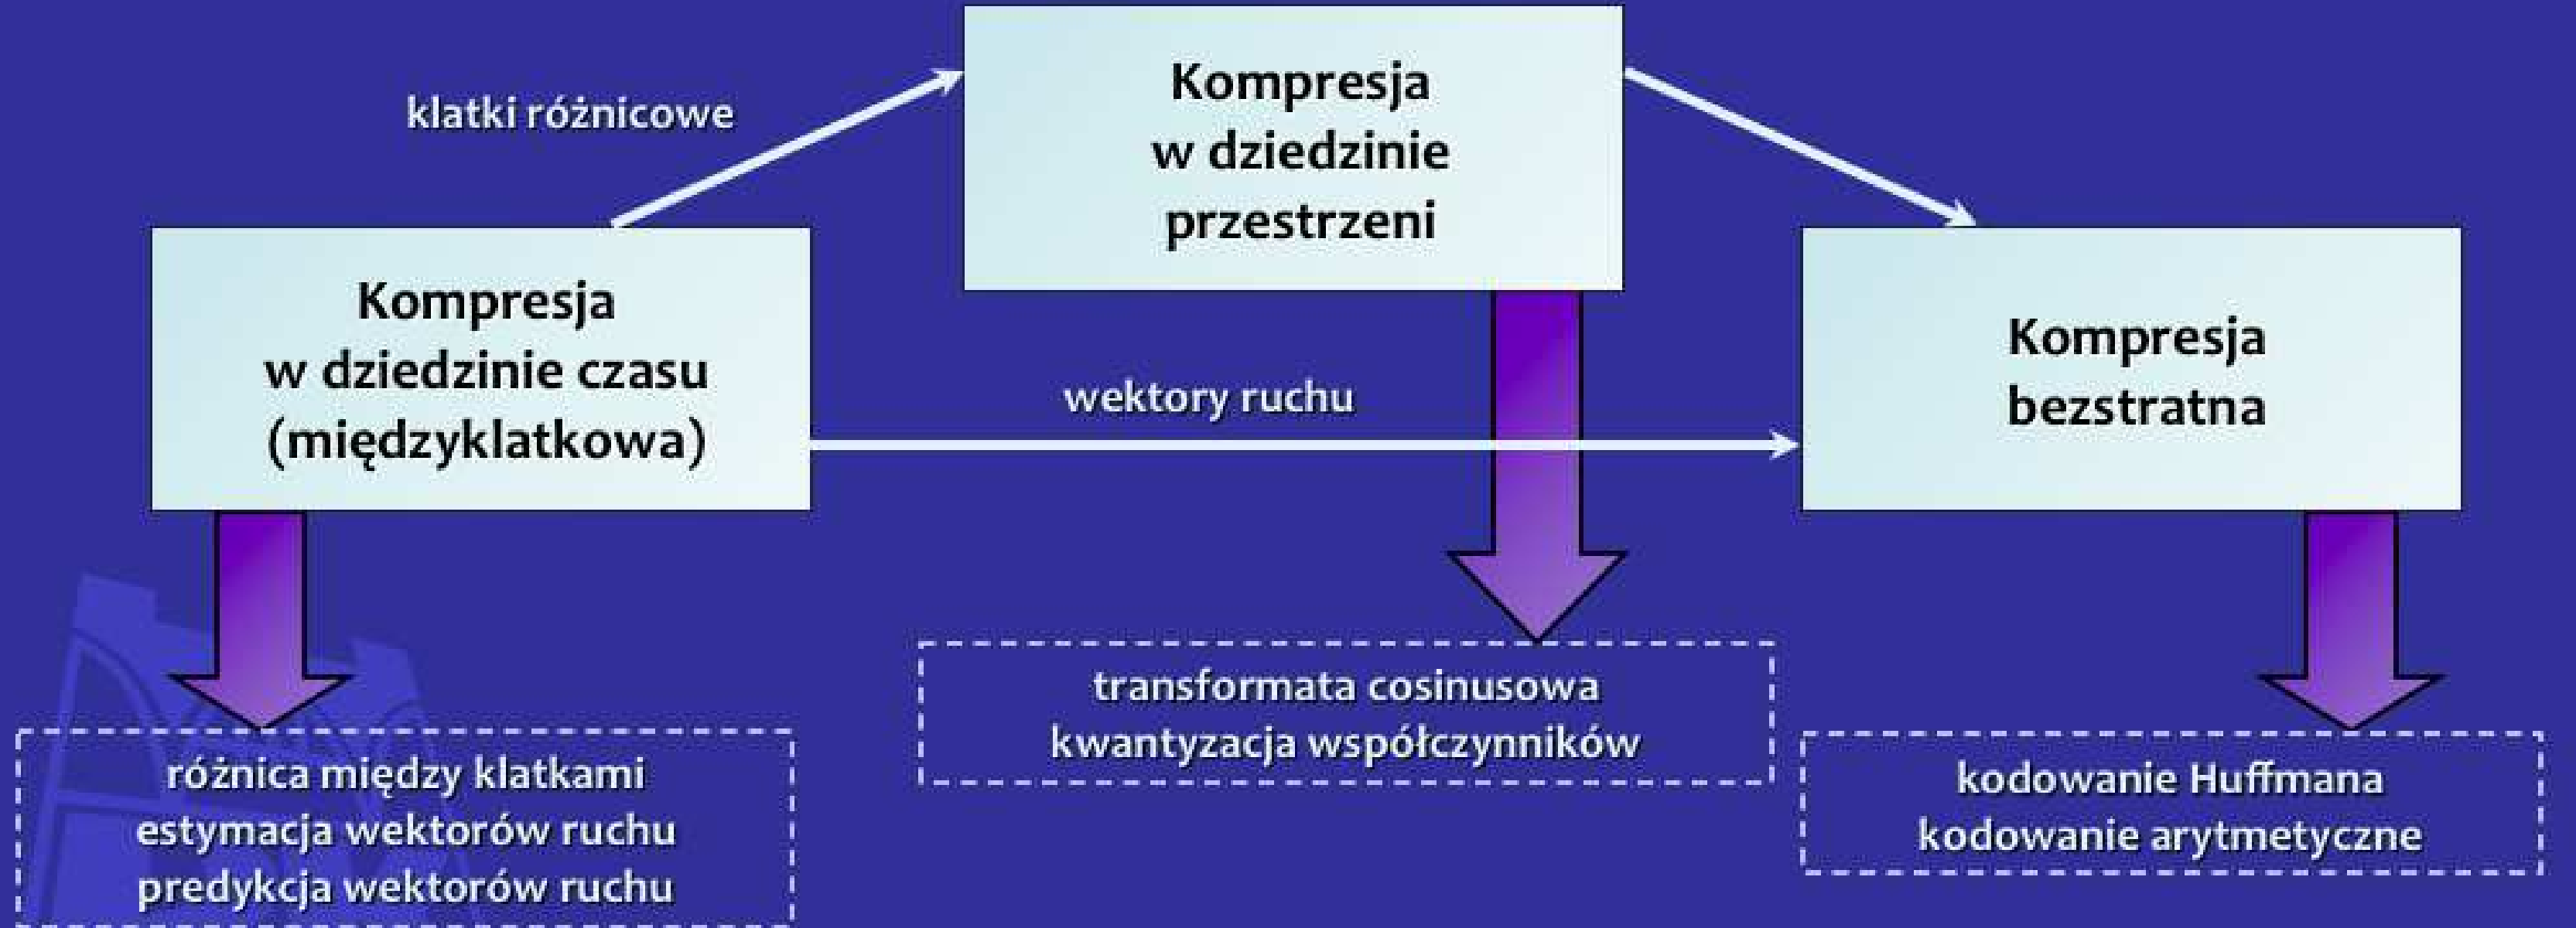 klatki różnicowe
Kompresja
w dziedzinie
przestrzeni
Kompresja
w dziedzinie czasu
(międzyklatkowa)
wektory ruchu
Kompresja
bezstratna
różnica między klatkami
estymacja wektorów ruchu
predykcja wektorów ruchu
transformata cosinusowa
kwantyzacja współczynników
kodowanie Huffmana
kodowanie arytmetyczne